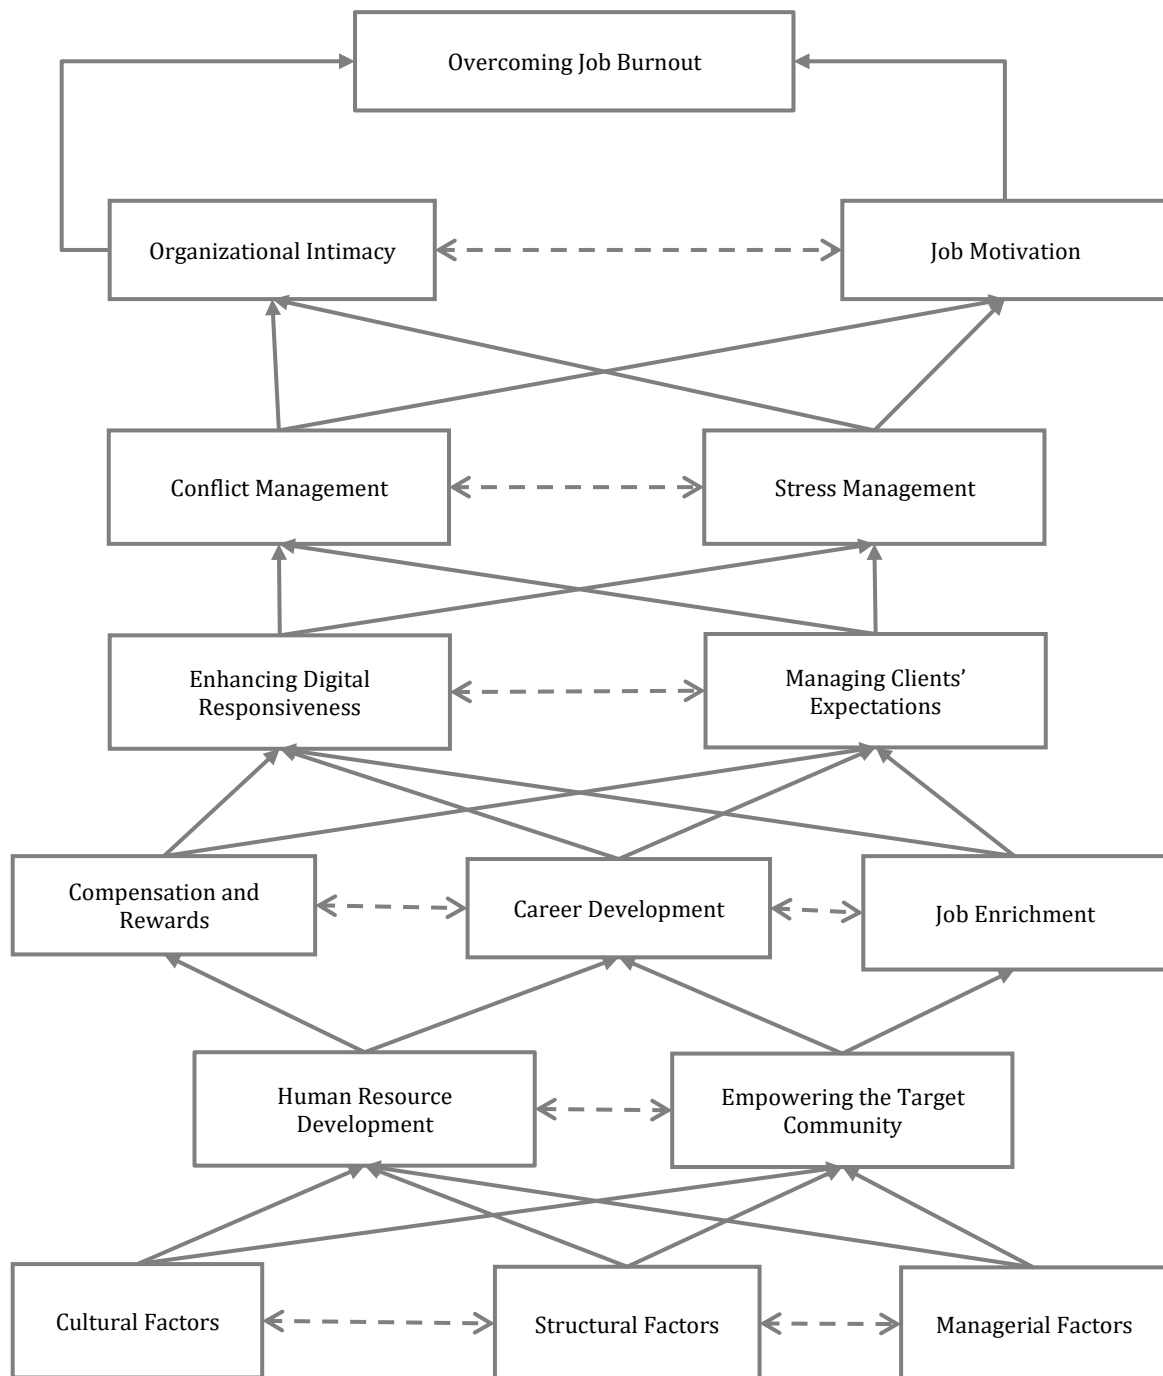 Overcoming Job Burnout
Organizational Intimacy
Job Motivation
Conflict Management
Stress Management
Enhancing Digital
Responsiveness
Managing Clients’
Expectations
Compensation and
Rewards
Career Development
Job Enrichment
Human Resource
Development
Empowering the Target
Community
Cultural Factors
Structural Factors
Managerial Factors